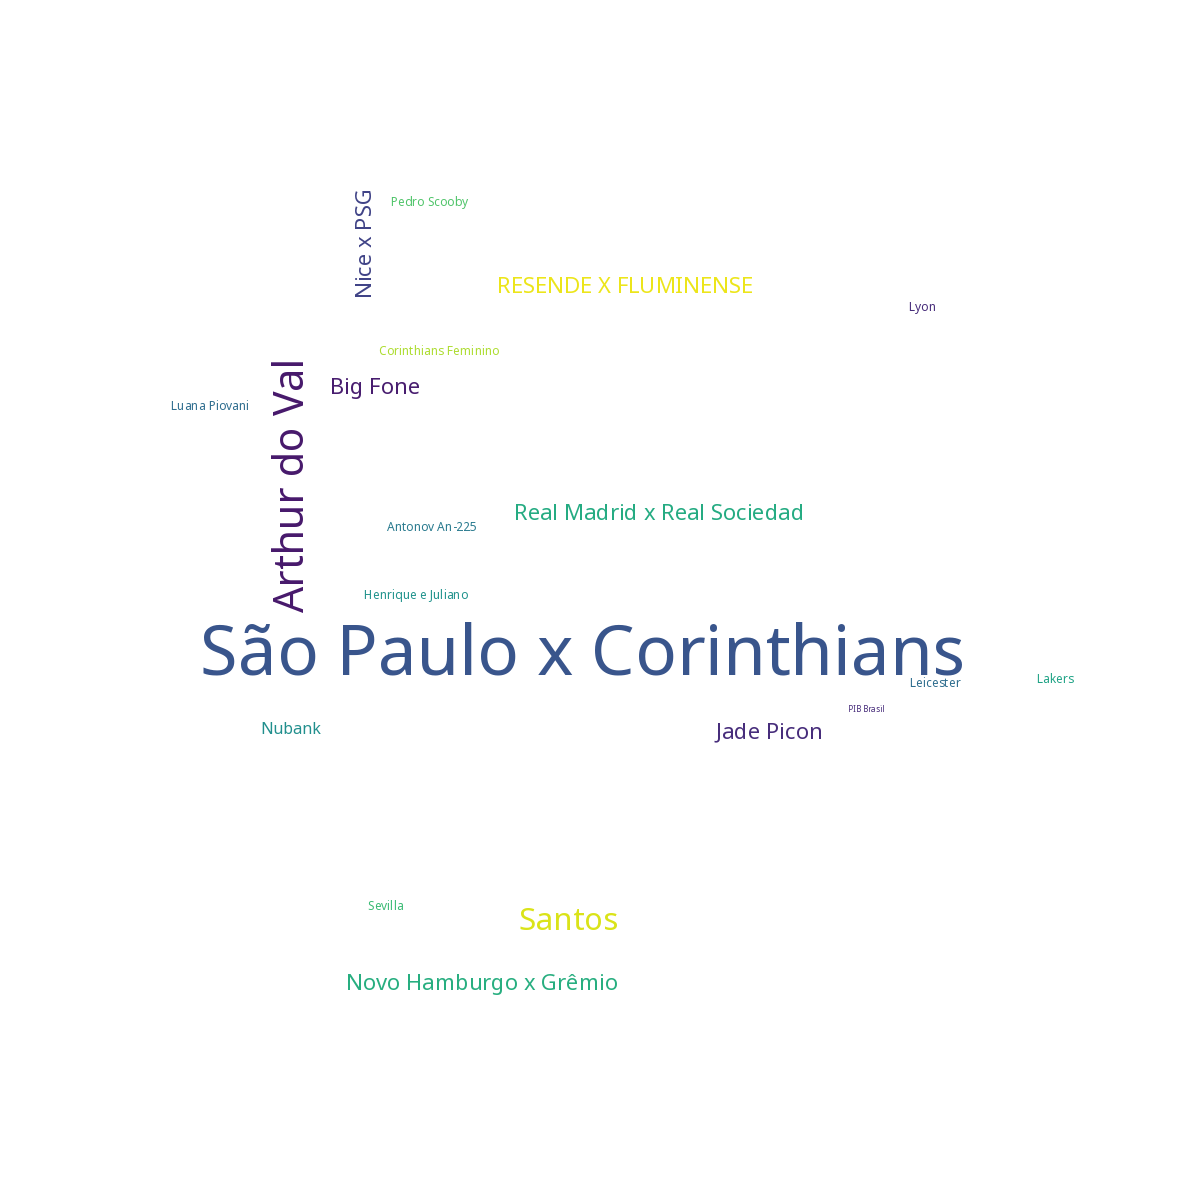 Nice x PSG
Pedro Scooby
RESENDE X FLUMINENSE
Lyon
Corinthians Feminino
Big Fone
Arthur do Val
Luana Piovani
Real Madrid x Real Sociedad
Antonov An-225
Henrique e Juliano
São Paulo x Corinthians
Leicester
Lakers
PIB Brasil
Nubank
Jade Picon
Sevilla
Santos
Novo Hamburgo x Grêmio